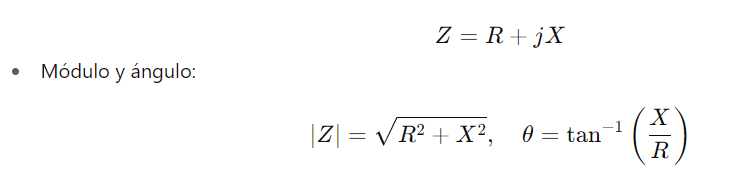 Z = R + jX
• Módulo y ángulo:
|Z| = √(R² + X²), θ = tan⁻¹(X/R)